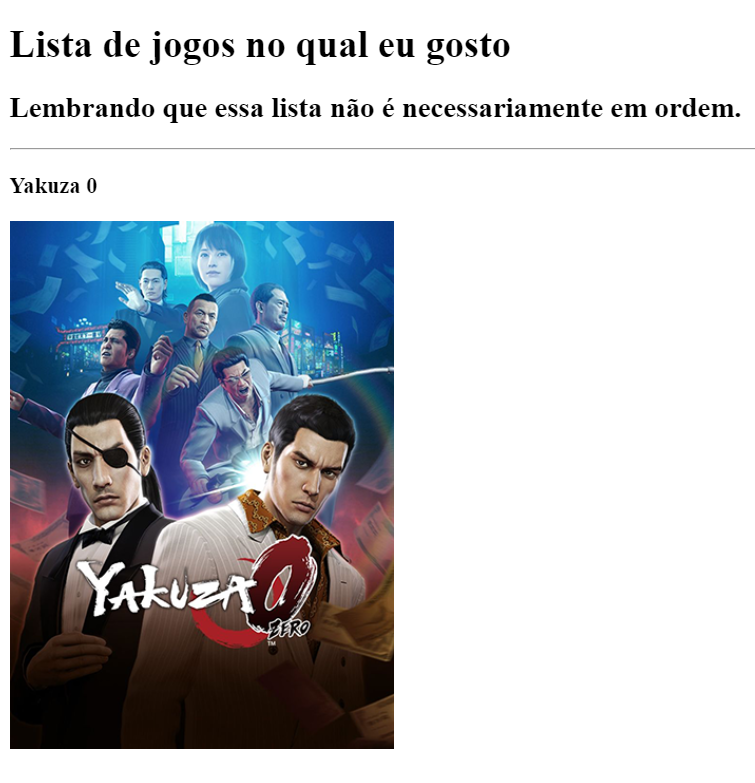 Lista de jogos no qual eu gosto
Lembrando que essa lista não é necessariamente em ordem.
Yakuza 0
YAKUZA 0
ZERO
TM